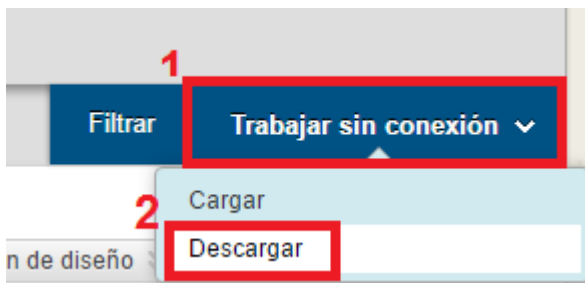 1
Filtrar Trabajar sin conexión
2
Cargar
Descargar
n de diseño